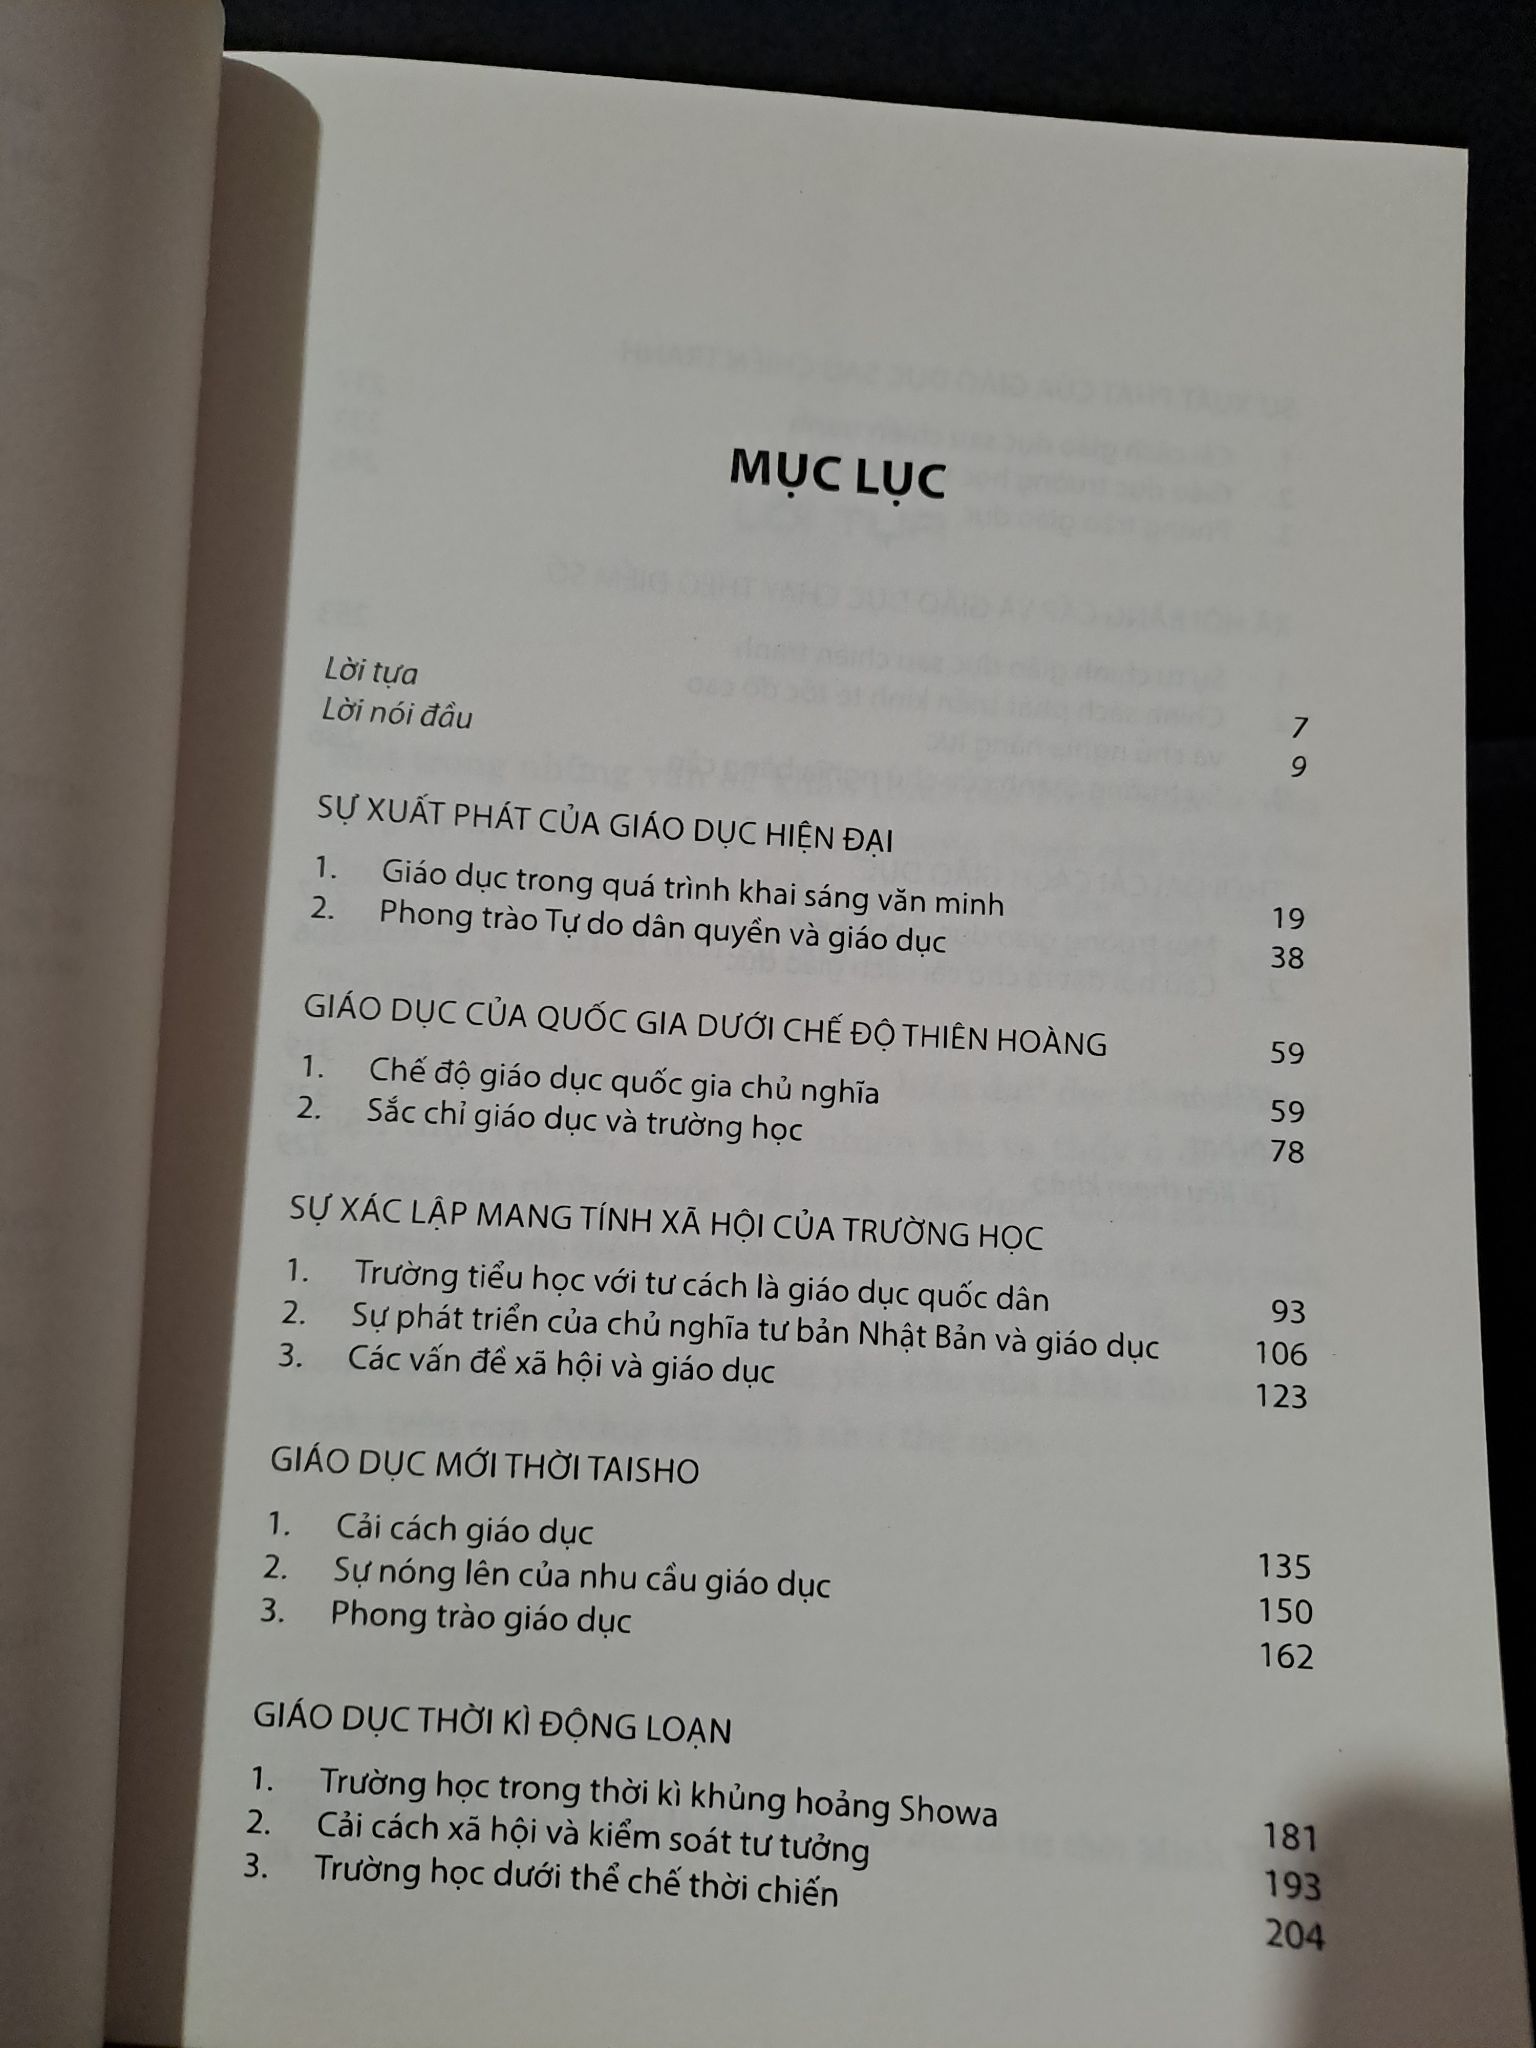 MỤC LỤC
Lời tựa 7
Lời nói đầu 9
SỰ XUẤT PHÁT CỦA GIÁO DỤC HIỆN ĐẠI
1. Giáo dục trong quá trình khai sáng văn minh 19
2. Phong trào Tự do dân quyền và giáo dục 38
GIÁO DỤC CỦA QUỐC GIA DƯỚI CHẾ ĐỘ THIÊN HOÀNG 59
1. Chế độ giáo dục quốc gia chủ nghĩa 59
2. Sắc chỉ giáo dục và trường học 78
SỰ XÁC LẬP MANG TÍNH XÃ HỘI CỦA TRƯỜNG HỌC
1. Trường tiểu học với tư cách là giáo dục quốc dân 93
2. Sự phát triển của chủ nghĩa tư bản Nhật Bản và giáo dục 106
3. Các vấn đề xã hội và giáo dục 123
GIÁO DỤC MỚI THỜI TAISHO
1. Cải cách giáo dục 135
2. Sự nóng lên của nhu cầu giáo dục 150
3. Phong trào giáo dục 162
GIÁO DỤC THỜI KÌ ĐỘNG LOẠN
1. Trường học trong thời kì khủng hoảng Showa 181
2. Cải cách xã hội và kiểm soát tư tưởng 193
3. Trường học dưới thể chế thời chiến 204